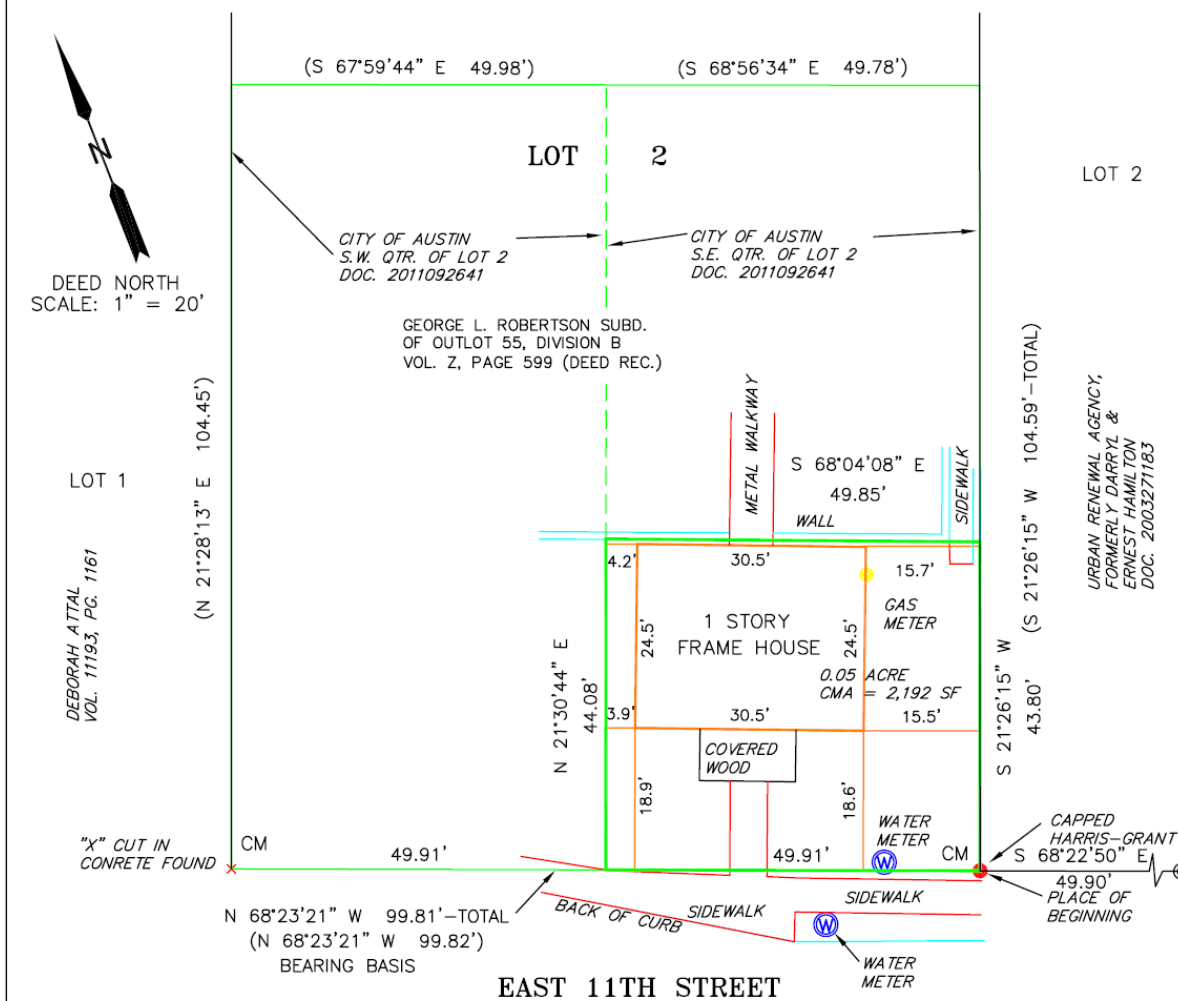 (S 67°59'44" E 49.98')
(S 68°56'34" E 49.78')
N
DEED NORTH
SCALE: 1" = 20'
LOT 2
LOT 2
CITY OF AUSTIN
S.W. QTR. OF LOT 2
DOC. 2011092641
CITY OF AUSTIN
S.E. QTR. OF LOT 2
DOC. 2011092641
GEORGE L. ROBERTSON SUBD.
OF OUTLOT 55, DIVISION B
VOL. Z, PAGE 599 (DEED REC.)
(N 21°28'13" E 104.45')
LOT 1
DEBORAH ATTAL
VOL. 11193, PG. 1161
METAL WALKWAY
S 68°04'08" E
49.85'
WALL
SIDEWALK
(S 21°26'15" W 104.59'-TOTAL)
URBAN RENEWAL AGENCY,
FORMERLY DARRYL &
ERNEST HAMILTON
DOC. 2003271183
4.2'
30.5'
15.7'
GAS
METER
1 STORY
FRAME HOUSE
24.5'
24.5'
0.05 ACRE
CMA = 2,192 SF
N 21°30'44" E
44.08'
S 21°26'15" W
43.80'
3.9'
30.5'
15.5'
COVERED
WOOD
18.9'
18.6'
WATER
METER
W
CM
CAPPED
HARRIS-GRANT
S 68°22'50" E
49.90'
PLACE OF
BEGINNING
"X" CUT IN
CONRETE FOUND
CM
49.91'
49.91'
N 68°23'21" W 99.81'-TOTAL
(N 68°23'21" W 99.82')
BEARING BASIS
BACK OF CURB
SIDEWALK
SIDEWALK
W
WATER
METER
EAST 11TH STREET